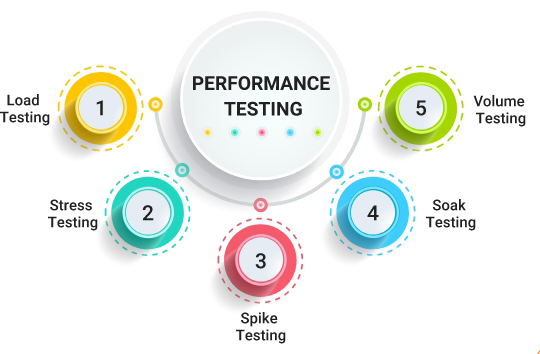 PERFORMANCE
TESTING
1
Load
Testing
2
Stress
Testing
3
Spike
Testing
4
Soak
Testing
5
Volume
Testing